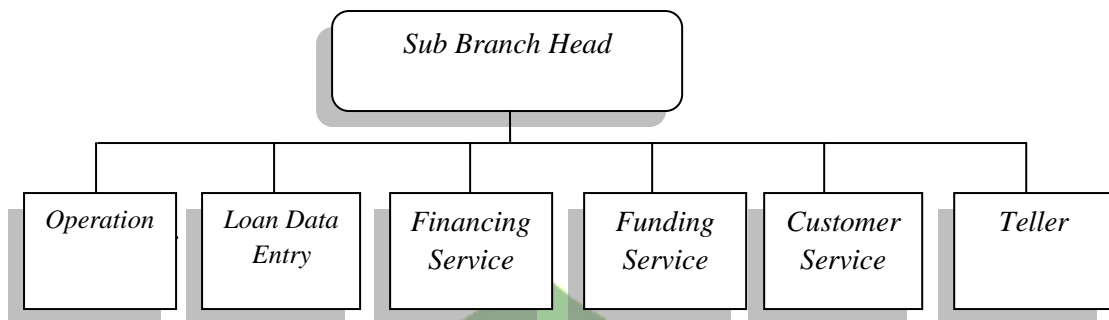 Sub Branch Head
Operation
Loan Data
Entry
Financing
Service
Funding
Service
Customer
Service
Teller